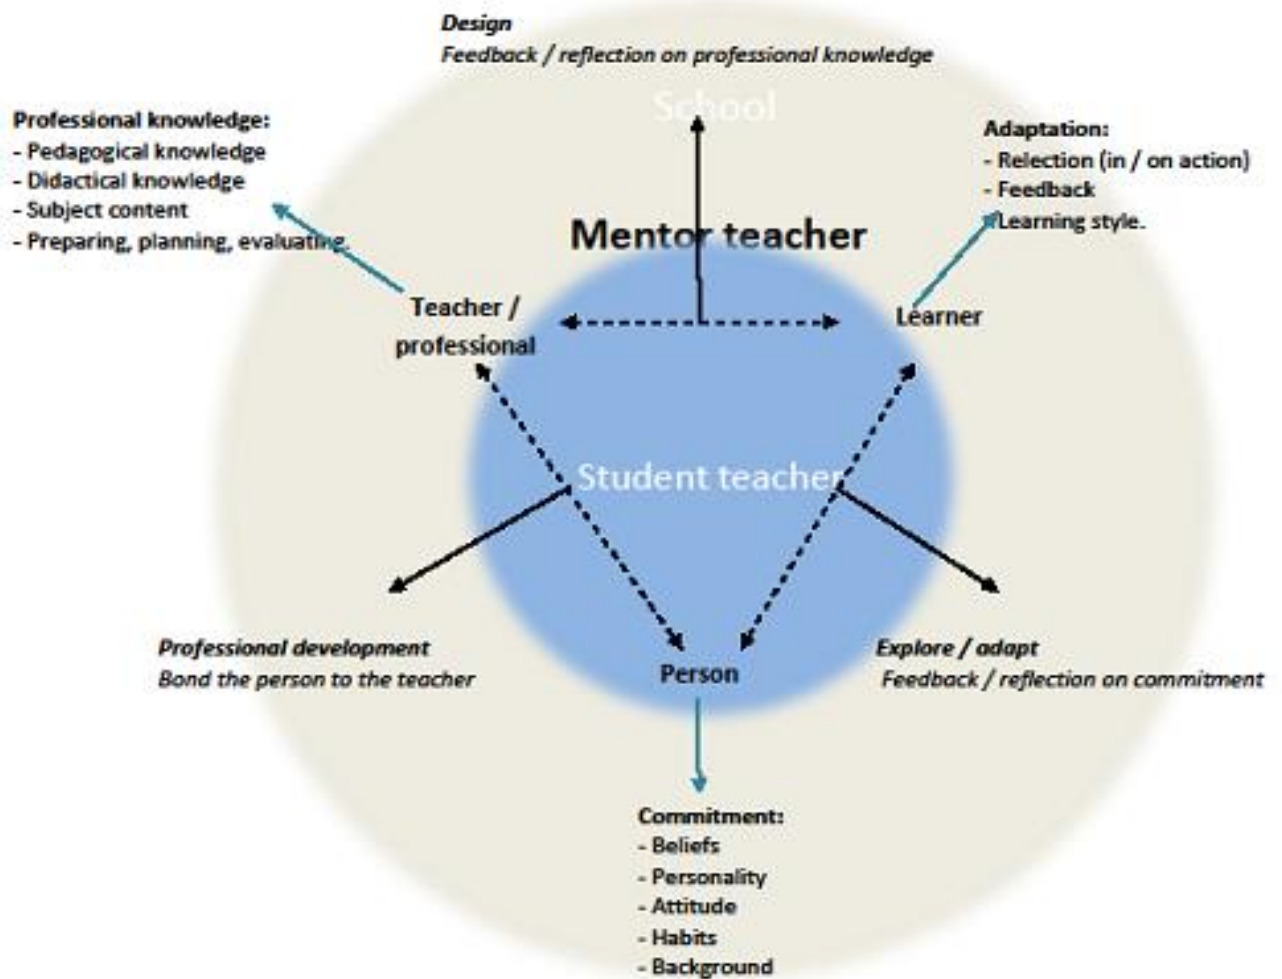 Design
Feedback / reflection on professional knowledge
School
Professional knowledge:
- Pedagogical knowledge
- Didactical knowledge
- Subject content
- Preparing, planning, evaluating.
Adaptation:
- Relection (in / on action)
- Feedback
Learning style.
Mentor teacher
Teacher /
professional
Learner
Student teacher
Professional development
Bond the person to the teacher
Person
Explore / adapt
Feedback / reflection on commitment
Commitment:
- Beliefs
- Personality
- Attitude
- Habits
- Background